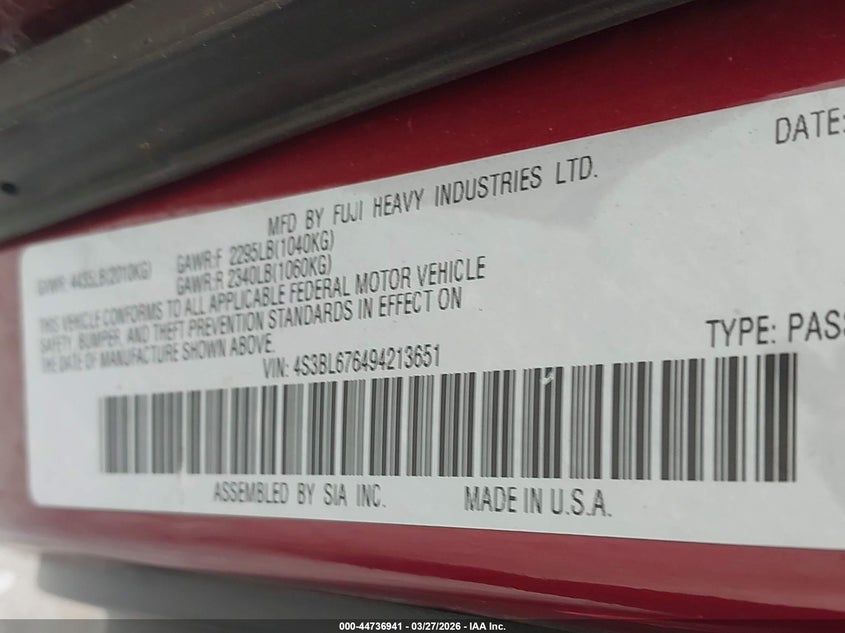 DATE:
MFD BY FUJI HEAVY INDUSTRIES LTD.
GVWR: 4435LB(2010KG) GAWR:F 2295LB(1040KG)
GAWR:R 2340LB(1060KG)
THIS VEHICLE CONFORMS TO ALL APPLICABLE FEDERAL MOTOR VEHICLE
SAFETY, BUMPER, AND THEFT PREVENTION STANDARDS IN EFFECT ON
THE DATE OF MANUFACTURE SHOWN ABOVE.
VIN: 4S3BL676494213651
TYPE: PASS
ASSEMBLED BY SIA INC. MADE IN U.S.A.
000-44736941 - 03/27/2026 - IAA Inc.